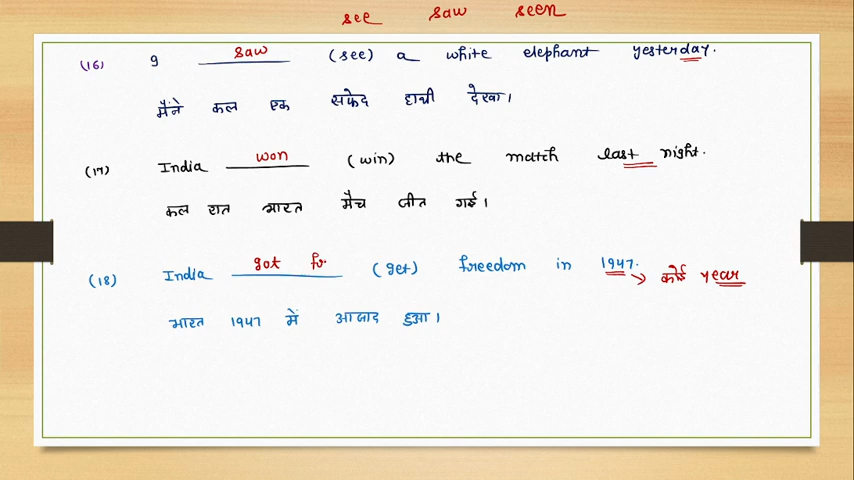 see saw seen
(16) I saw (see) a white elephant yesterday.
मैंने कल एक सफेद हाथी देखा।
(17) India won (win) the match last night.
कल रात भारत मैच जीत गई।
(18) India got fr (get) freedom in 1947. → कोई year
भारत 1947 में आजाद हुआ।